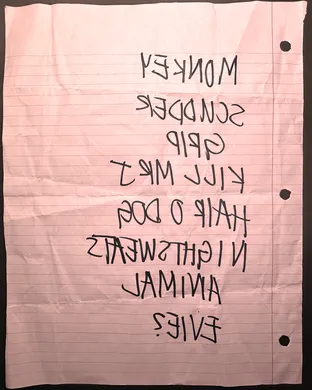 MONKEY
SCUDDER
GRIP
KILL MR J
HAIR O DOG
NIGHTSWEATS
ANIMAL
EVIE?